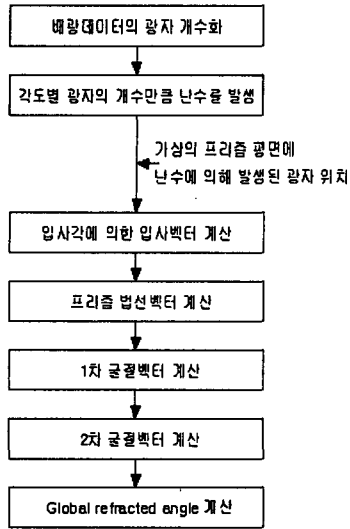 배광데이터의 광자 개수화
각도별 광자의 개수만큼 난수를 발생
가상의 프리즘 평면에
난수에 의해 발생된 광자 위치
입사각에 의한 입사벡터 계산
프리즘 법선벡터 계산
1차 굴절벡터 계산
2차 굴절벡터 계산
Global refracted angle 계산